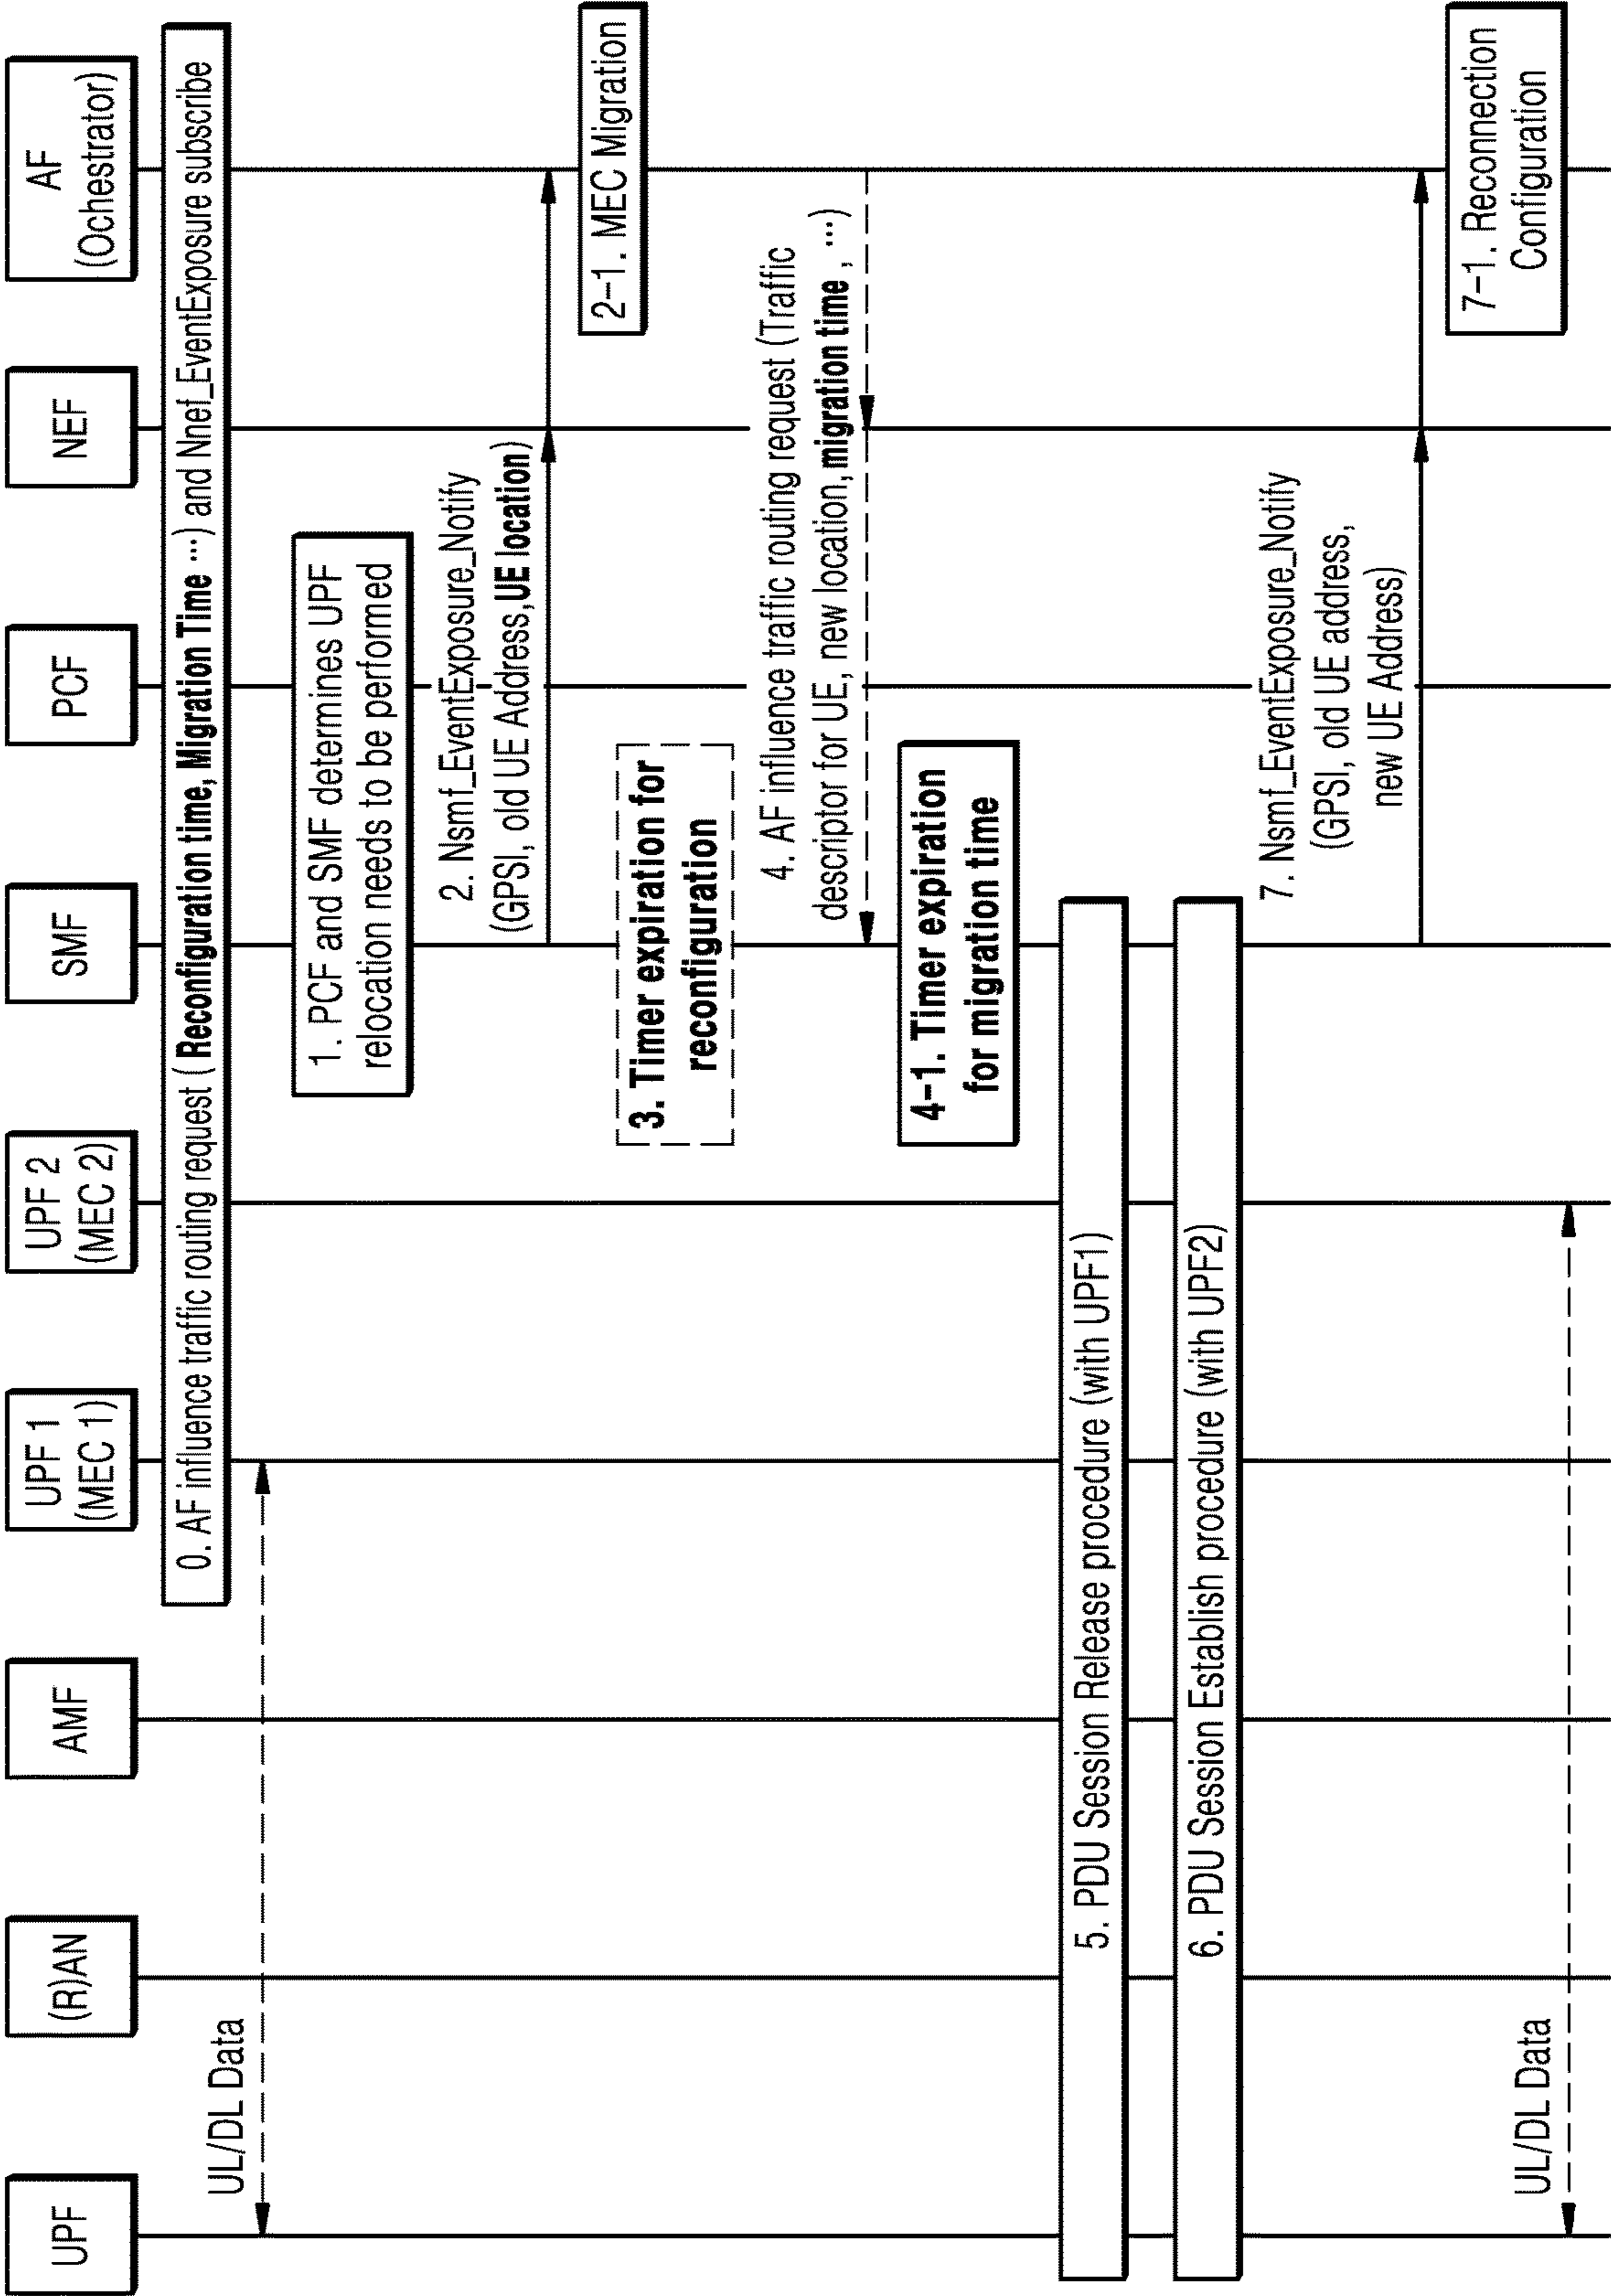 UPF
(R)AN
AMF
UPF 1
(MEC 1)
UPF 2
(MEC 2)
SMF
PCF
NEF
AF
(Ochestrator)
0. AF influence traffic routing request ( Reconfiguration time, Migration Time ···) and Nnef_EventExposure subscribe
UL/DL Data
1. PCF and SMF determines UPF
relocation needs to be performed
2. Nsmf_EventExposure_Notify
(GPSI, old UE Address,UE location)
2-1. MEC Migration
3. Timer expiration for
reconfiguration
4. AF influence traffic routing request (Traffic
descriptor for UE, new location, migration time , ···)
4-1. Timer expiration
for migration time
5. PDU Session Release procedure (with UPF1)
6. PDU Session Establish procedure (with UPF2)
7. Nsmf_EventExposure_Notify
(GPSI, old UE address,
new UE Address)
7-1. Reconnection
Configuration
UL/DL Data